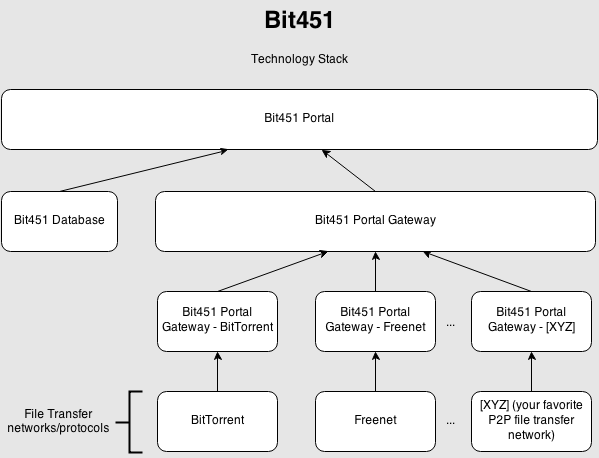 Bit451
Technology Stack
Bit451 Portal
Bit451 Database
Bit451 Portal Gateway
Bit451 Portal
Gateway - BitTorrent
Bit451 Portal
Gateway - Freenet
...
Bit451 Portal
Gateway - [XYZ]
File Transfer
networks/protocols
BitTorrent
Freenet
...
[XYZ] (your favorite
P2P file transfer
network)